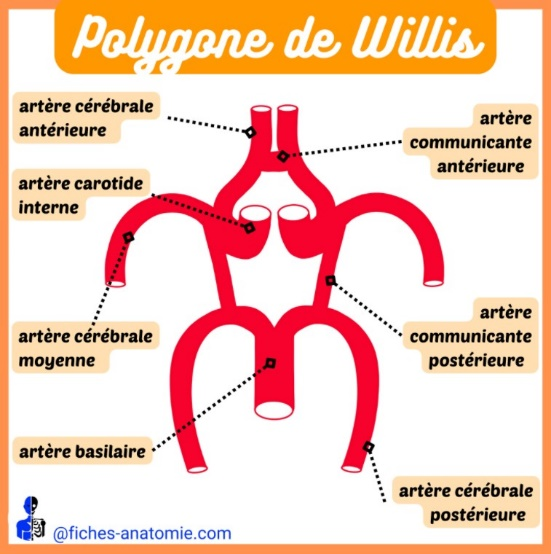 Polygone de Willis
artère cérébrale
antérieure
artère
communicante
antérieure
artère carotide
interne
artère cérébrale
moyenne
artère
communicante
postérieure
artère basilaire
artère cérébrale
postérieure
@fiches-anatomie.com